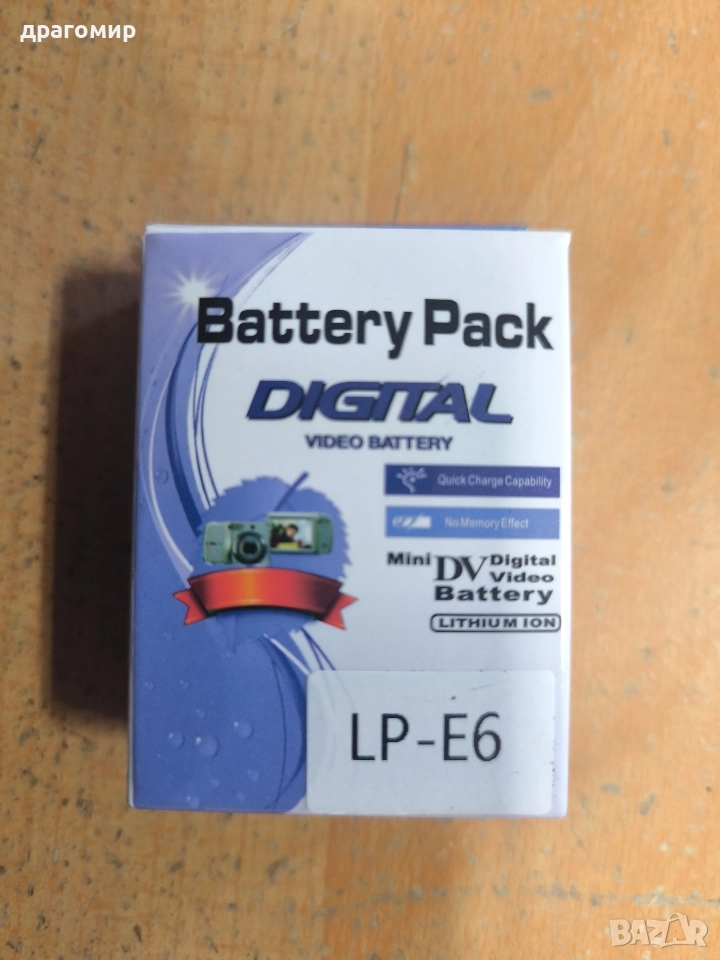 драгомир
Battery Pack
DIGITAL
VIDEO BATTERY
Quick Charge Capability
No Memory Effect
Mini DV Digital Video
Battery
LITHIUM ION
LP-E6
BAZAR